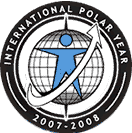 INTERNATIONAL POLAR YEAR
2007-2008